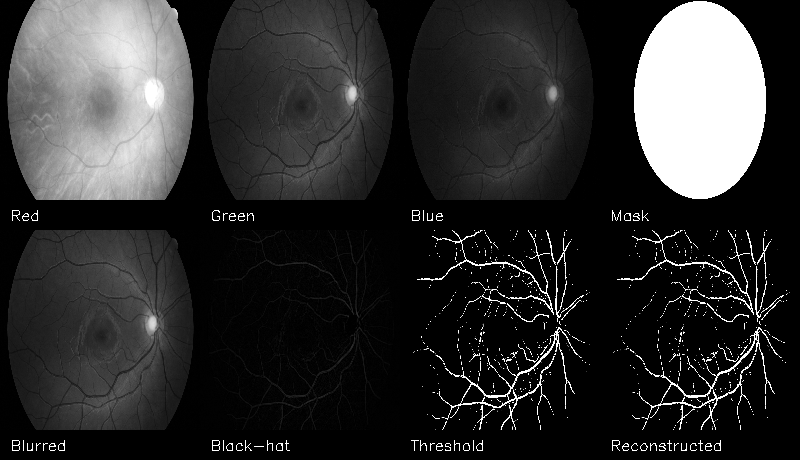 Red
Green
Blue
Mask
Blurred
Black-hat
Threshold
Reconstructed